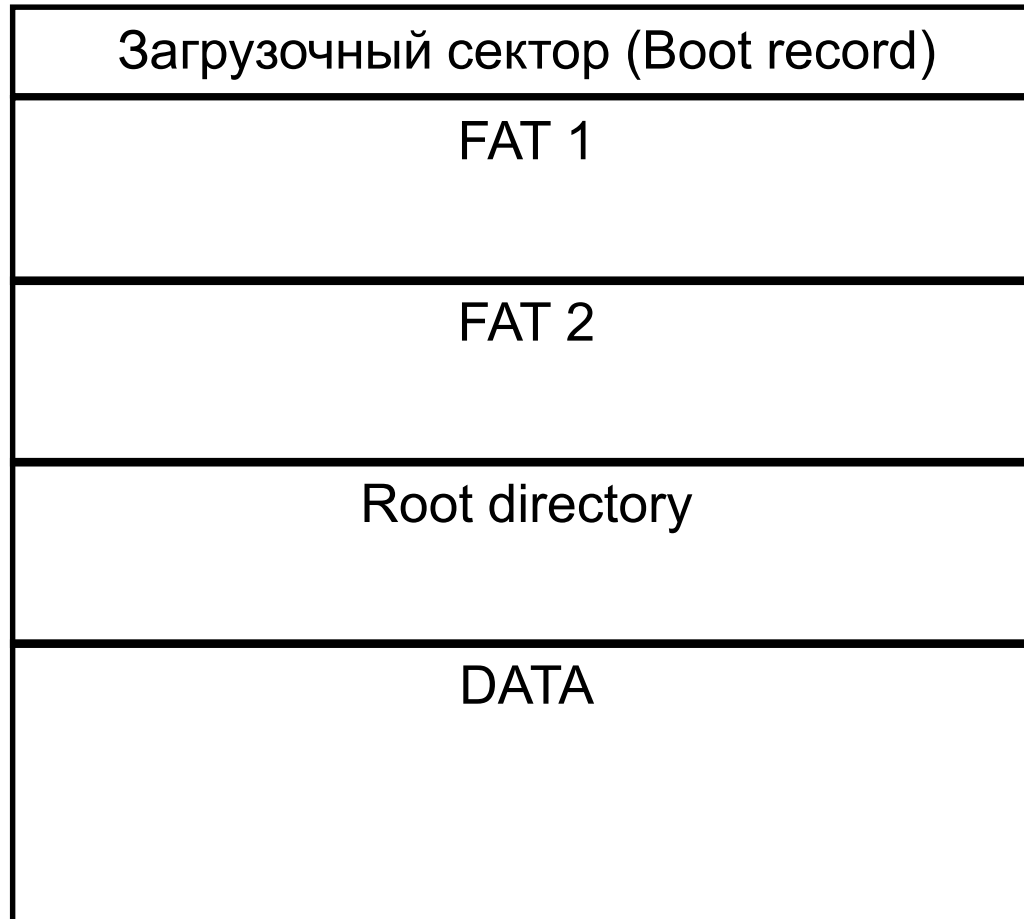 Загрузочный сектор (Boot record)
FAT 1
FAT 2
Root directory
DATA